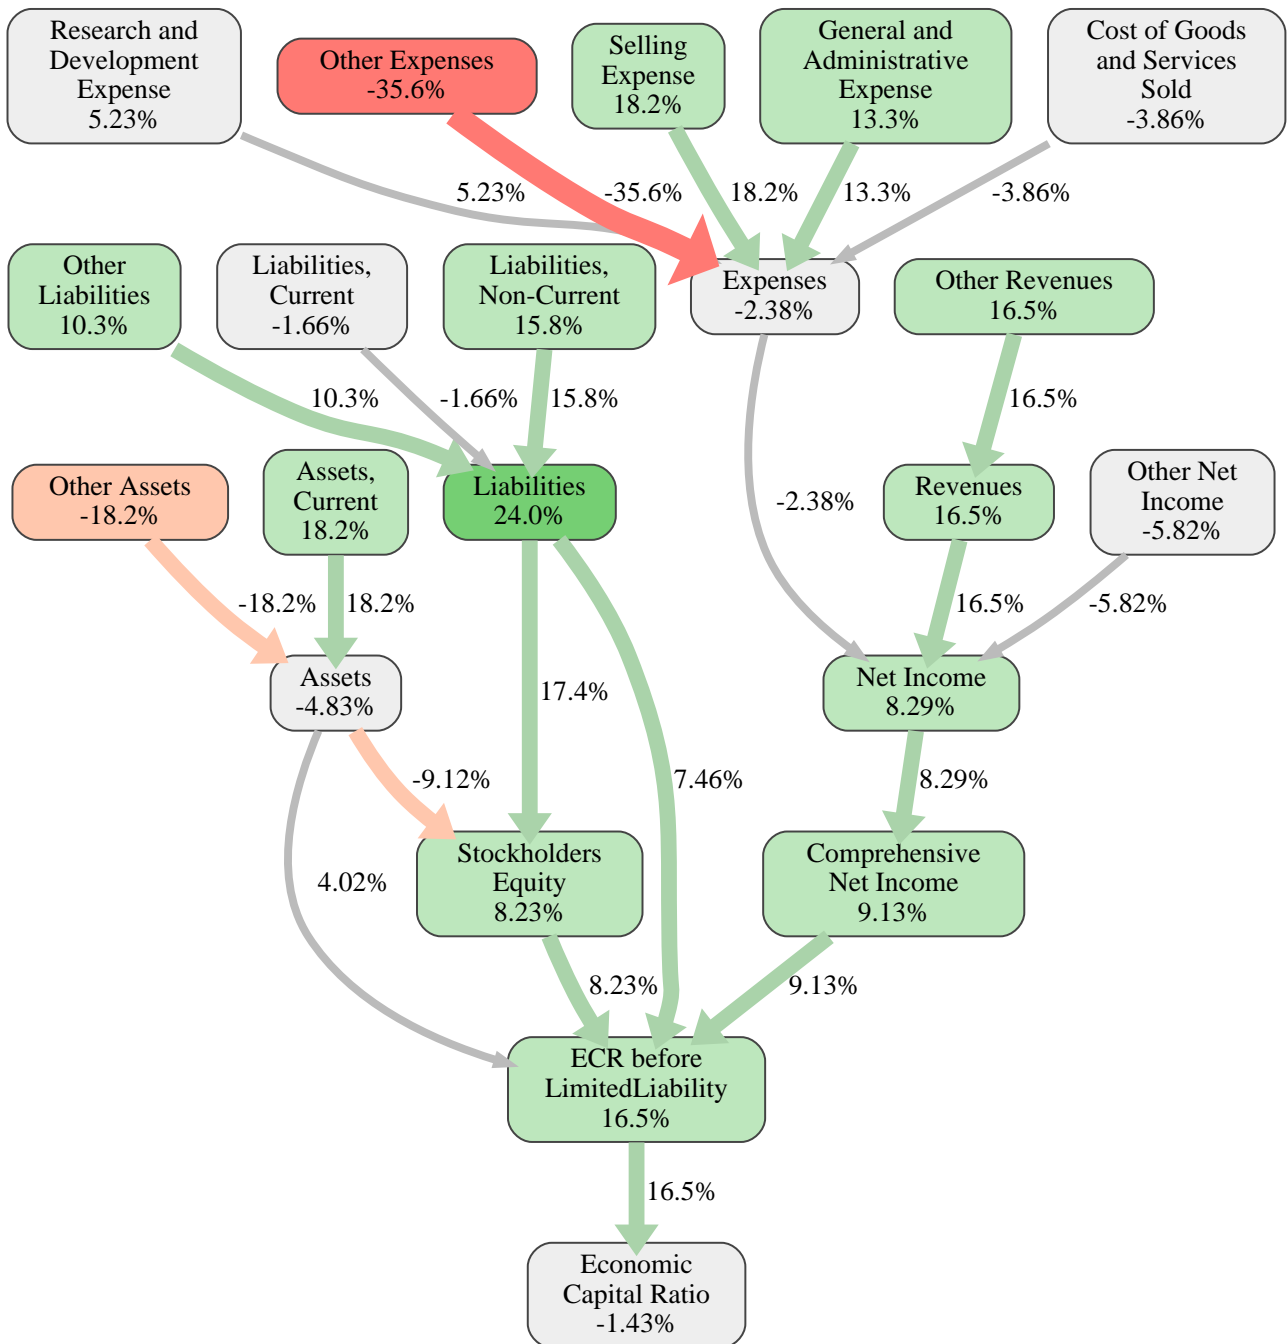 Research and
Development
Expense
5.23%
Other Expenses
-35.6%
Selling
Expense
18.2%
General and
Administrative
Expense
13.3%
Cost of Goods
and Services
Sold
-3.86%
5.23%
-35.6%
18.2%
13.3%
-3.86%
Other
Liabilities
10.3%
Liabilities,
Current
-1.66%
Liabilities,
Non-Current
15.8%
Expenses
-2.38%
Other Revenues
16.5%
10.3%
-1.66%
15.8%
16.5%
Other Assets
-18.2%
Assets,
Current
18.2%
Liabilities
24.0%
-2.38%
Revenues
16.5%
Other Net
Income
-5.82%
-18.2%
18.2%
16.5%
-5.82%
Assets
-4.83%
17.4%
Net Income
8.29%
-9.12%
7.46%
8.29%
4.02%
Stockholders
Equity
8.23%
Comprehensive
Net Income
9.13%
8.23%
9.13%
ECR before
LimitedLiability
16.5%
16.5%
Economic
Capital Ratio
-1.43%